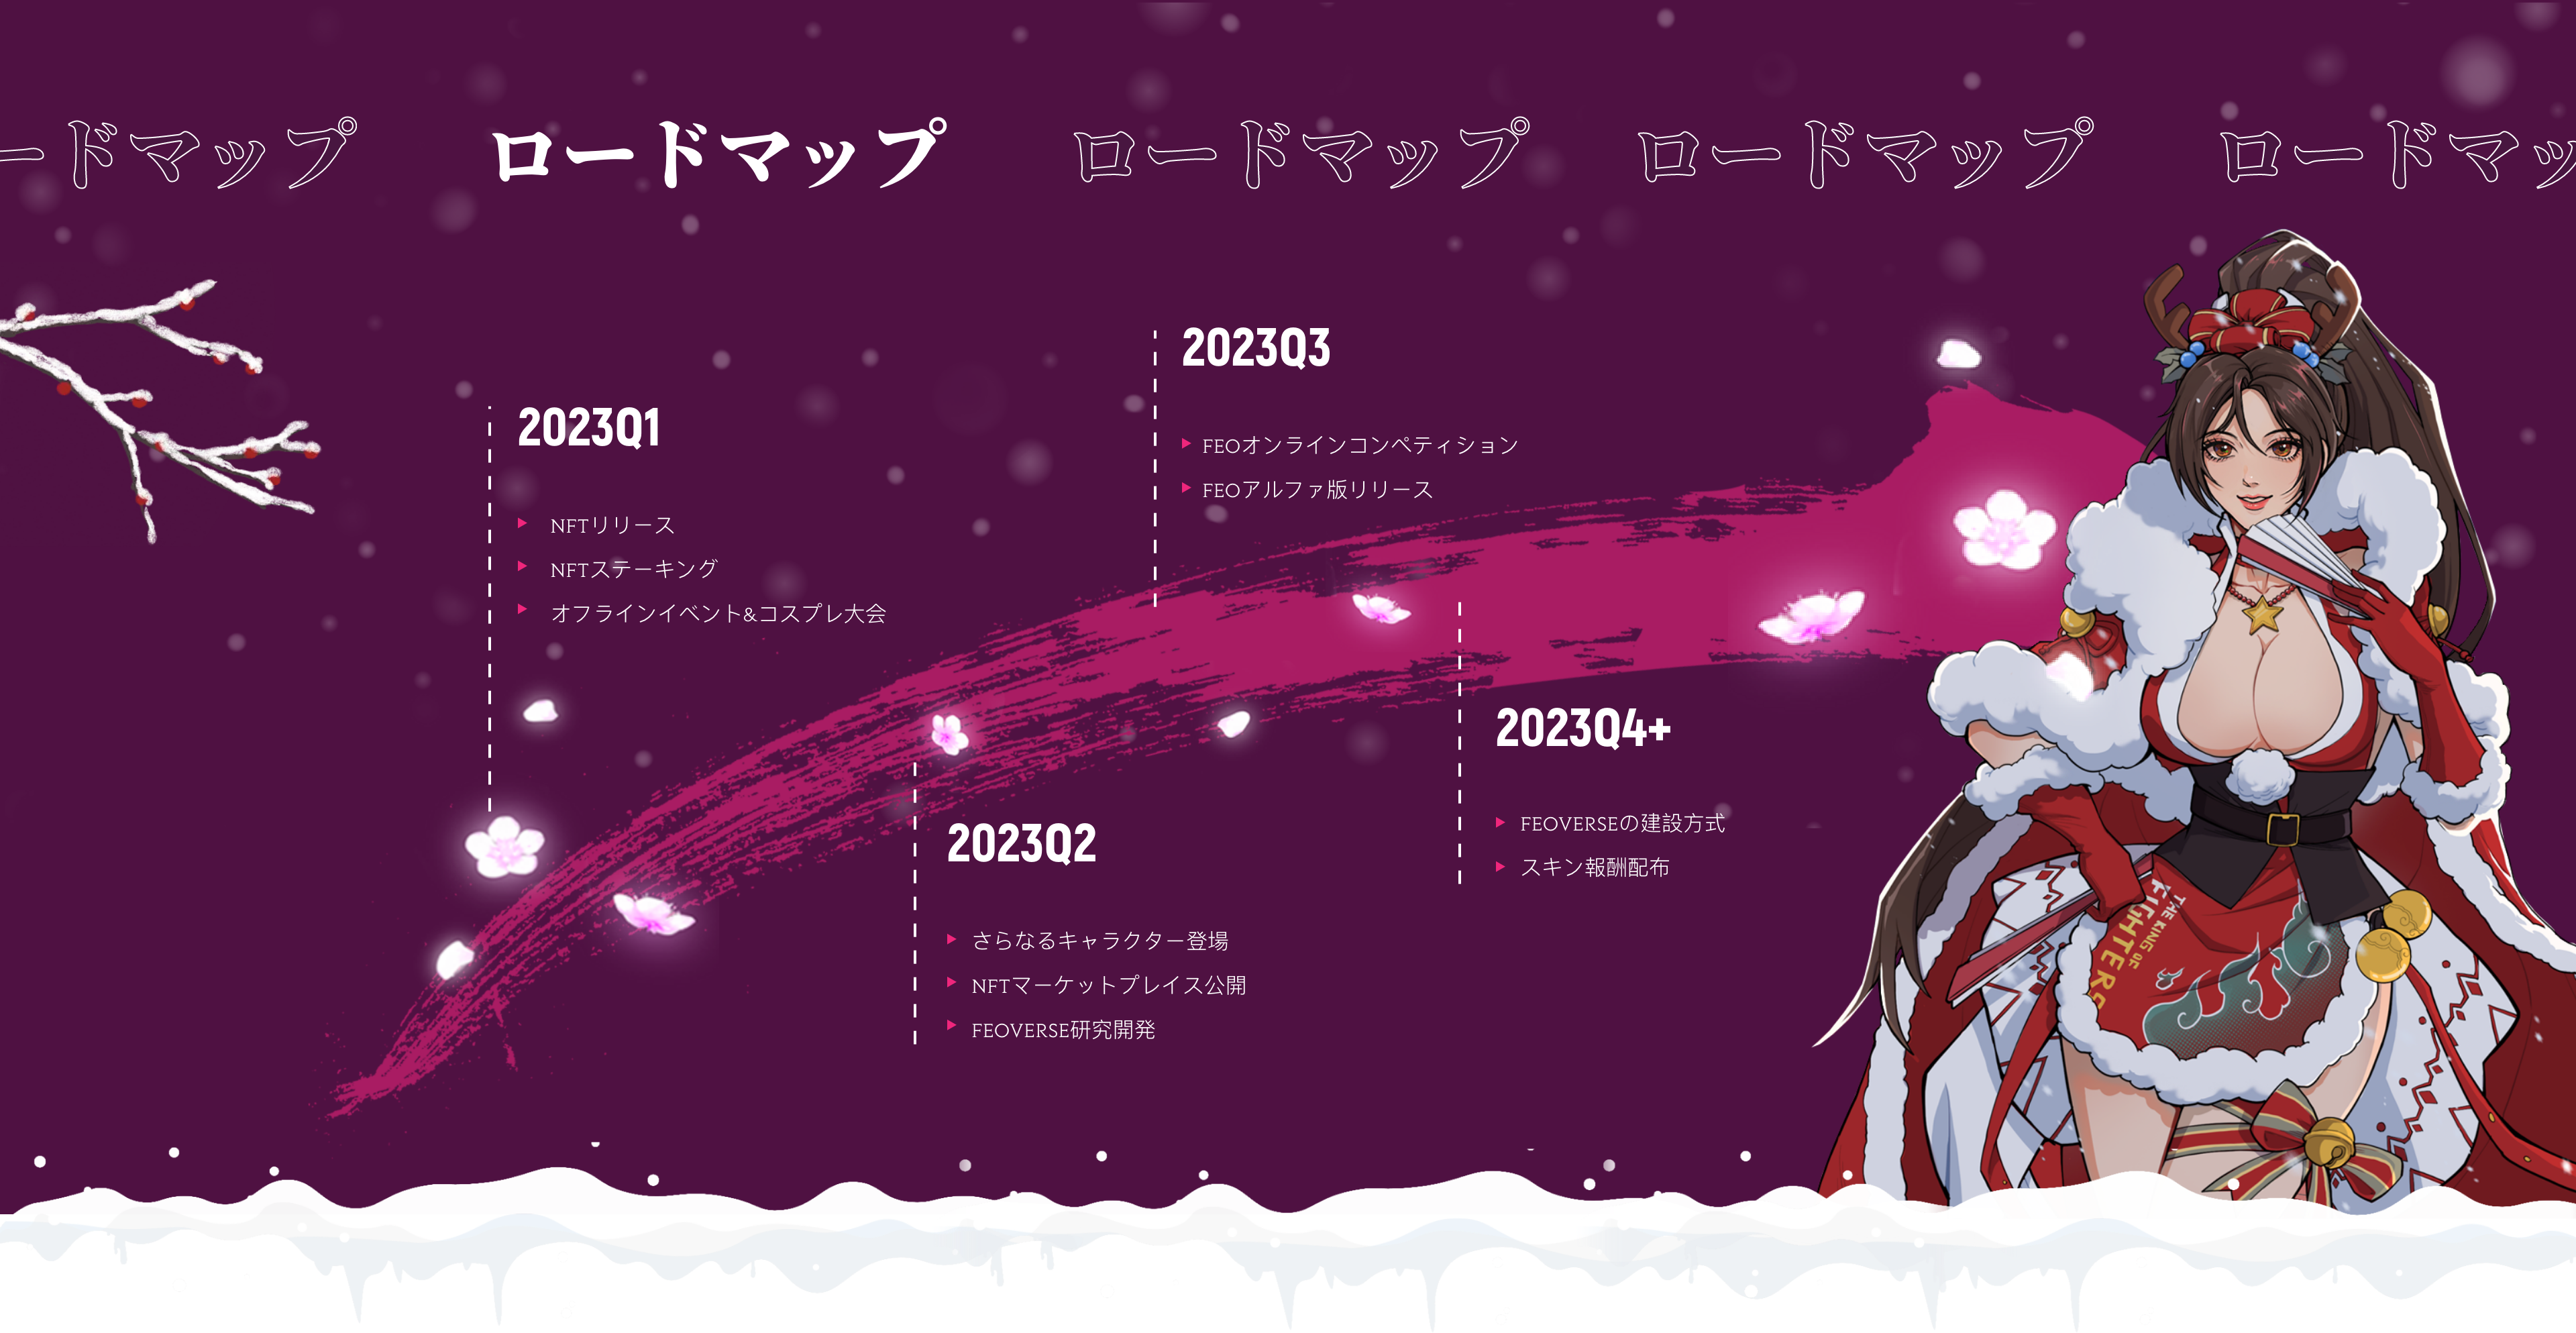 ードマップ ロードマップ ロードマップ ロードマップ ロードマッ
2023Q1
NFTリリース
NFTステーキング
オフラインイベント&コスプレ大会
2023Q2
さらなるキャラクター登場
NFTマーケットプレイス公開
FEOVERSE研究開発
2023Q3
FEOオンラインコンペティション
FEOアルファ版リリース
2023Q4+
FEOVERSEの建設方式
スキン報酬配布
THE KING OF
FIGHTERS